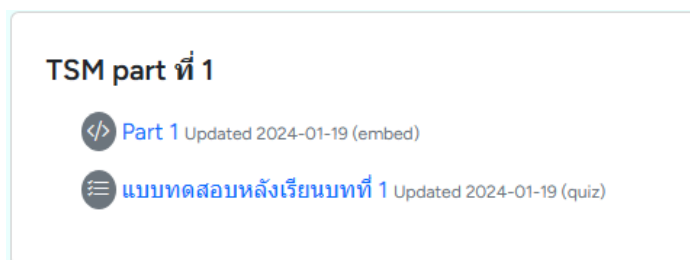 TSM part ที่ 1
Part 1 Updated 2024-01-19 (embed)
แบบทดสอบหลังเรียนบทที่ 1 Updated 2024-01-19 (quiz)